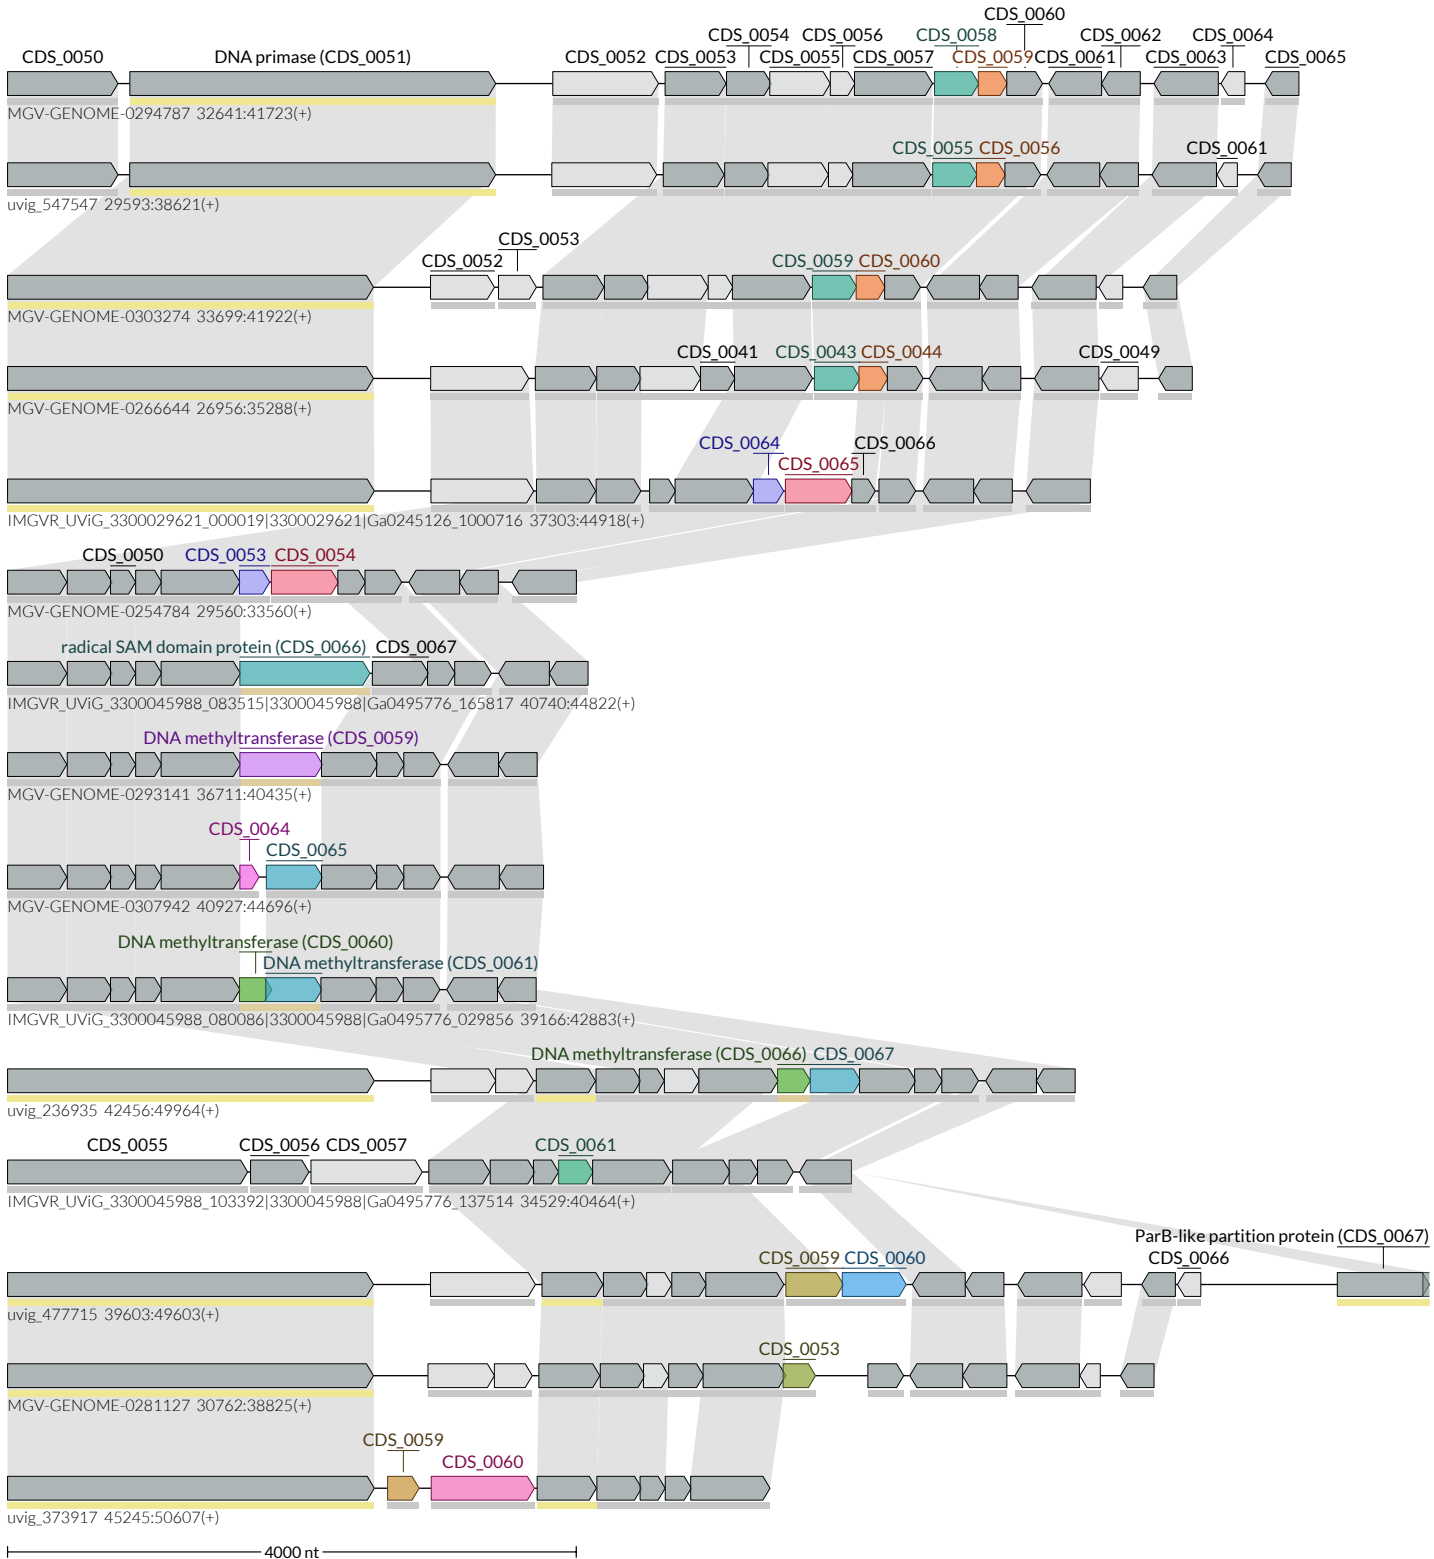 CDS_0060
CDS_0054 CDS_0056 CDS_0058 CDS_0062 CDS_0064
CDS_0050 DNA primase (CDS_0051) CDS_0052 CDS_0053 CDS_0055 CDS_0057 CDS_0059 CDS_0061 CDS_0063 CDS_0065
MGV-GENOME-0294787 32641:41723(+)
CDS_0055 CDS_0056 CDS_0061
uvig_547547 29593:38621(+)
CDS_0053
CDS_0052 CDS_0059 CDS_0060
MGV-GENOME-0303274 33699:41922(+)
CDS_0041 CDS_0043 CDS_0044 CDS_0049
MGV-GENOME-0266644 26956:35288(+)
CDS_0064 CDS_0066
CDS_0065
IMGVR_UViG_3300029621_000019|3300029621|Ga0245126_1000716 37303:44918(+)
CDS_0050 CDS_0053 CDS_0054
MGV-GENOME-0254784 29560:33560(+)
radical SAM domain protein (CDS_0066) CDS_0067
IMGVR_UViG_3300045988_083515|3300045988|Ga0495776_165817 40740:44822(+)
DNA methyltransferase (CDS_0059)
MGV-GENOME-0293141 36711:40435(+)
CDS_0064
CDS_0065
MGV-GENOME-0307942 40927:44696(+)
DNA methyltransferase (CDS_0060)
DNA methyltransferase (CDS_0061)
IMGVR_UViG_3300045988_080086|3300045988|Ga0495776_029856 39166:42883(+)
DNA methyltransferase (CDS_0066) CDS_0067
uvig_236935 42456:49964(+)
CDS_0055 CDS_0056 CDS_0057 CDS_0061
IMGVR_UViG_3300045988_103392|3300045988|Ga0495776_137514 34529:40464(+)
ParB-like partition protein (CDS_0067)
CDS_0059 CDS_0060 CDS_0066
uvig_477715 39603:49603(+)
CDS_0053
MGV-GENOME-0281127 30762:38825(+)
CDS_0059
CDS_0060
uvig_373917 45245:50607(+)
4000 nt